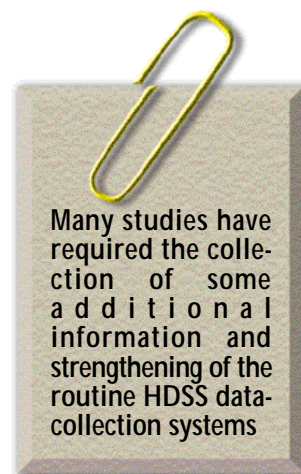 Many studies have
required the colle-
ction of some
additional
information and
strengthening of the
routine HDSS data-
collection systems